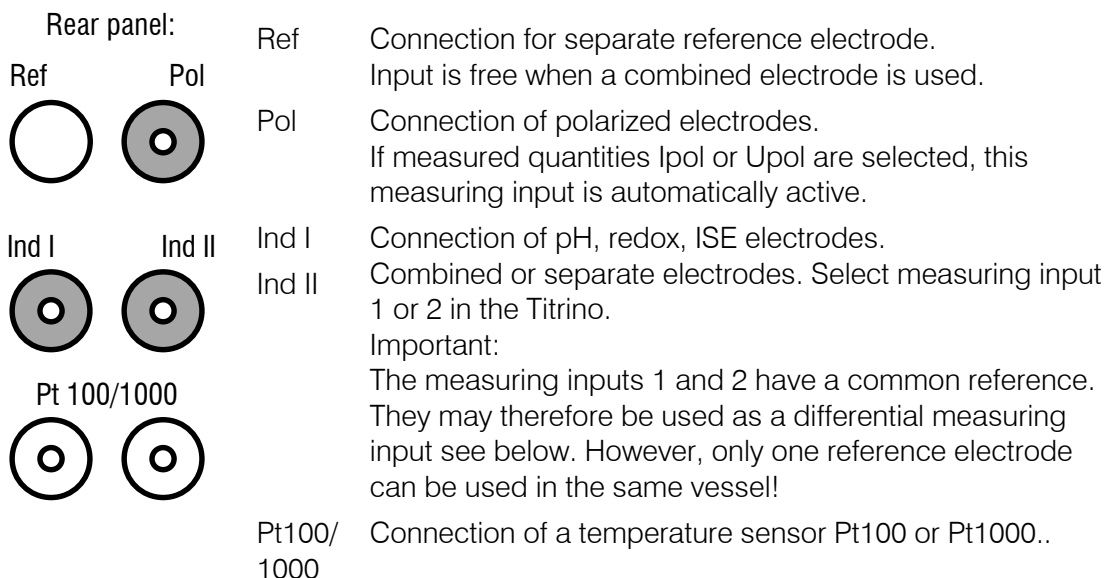 Rear panel:
Ref Pol
Ind I Ind II
Pt 100/1000
Ref Connection for separate reference electrode.
Input is free when a combined electrode is used.
Pol Connection of polarized electrodes.
If measured quantities Ipol or Upol are selected, this
measuring input is automatically active.
Ind I Connection of pH, redox, ISE electrodes.
Ind II Combined or separate electrodes. Select measuring input
1 or 2 in the Titrino.
Important:
The measuring inputs 1 and 2 have a common reference.
They may therefore be used as a differential measuring
input see below. However, only one reference electrode
can be used in the same vessel!
Pt100/ Connection of a temperature sensor Pt100 or Pt1000..
1000